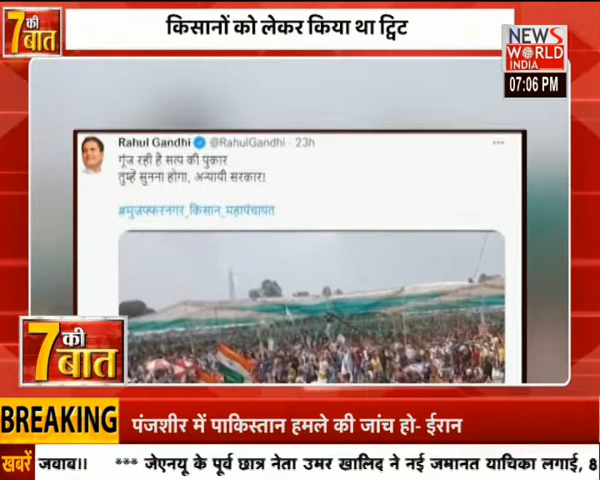 7 की बात
किसानों को लेकर किया था ट्विट
NEWS
WORLD
INDIA
07:06 PM
Rahul Gandhi @RahulGandhi · 23h
गूंज रही है सत्य की पुकार
तुम्हें सुनना होगा, अन्यायी सरकार!
#मुज़फ्फरनगर_किसान_महापंचायत
7 की बात
BREAKING
पंजशीर में पाकिस्तान हमले की जांच हो- ईरान
खबरें जवाब।। *** जेएनयू के पूर्व छात्र नेता उमर खालिद ने नई जमानत याचिका लगाई, 8